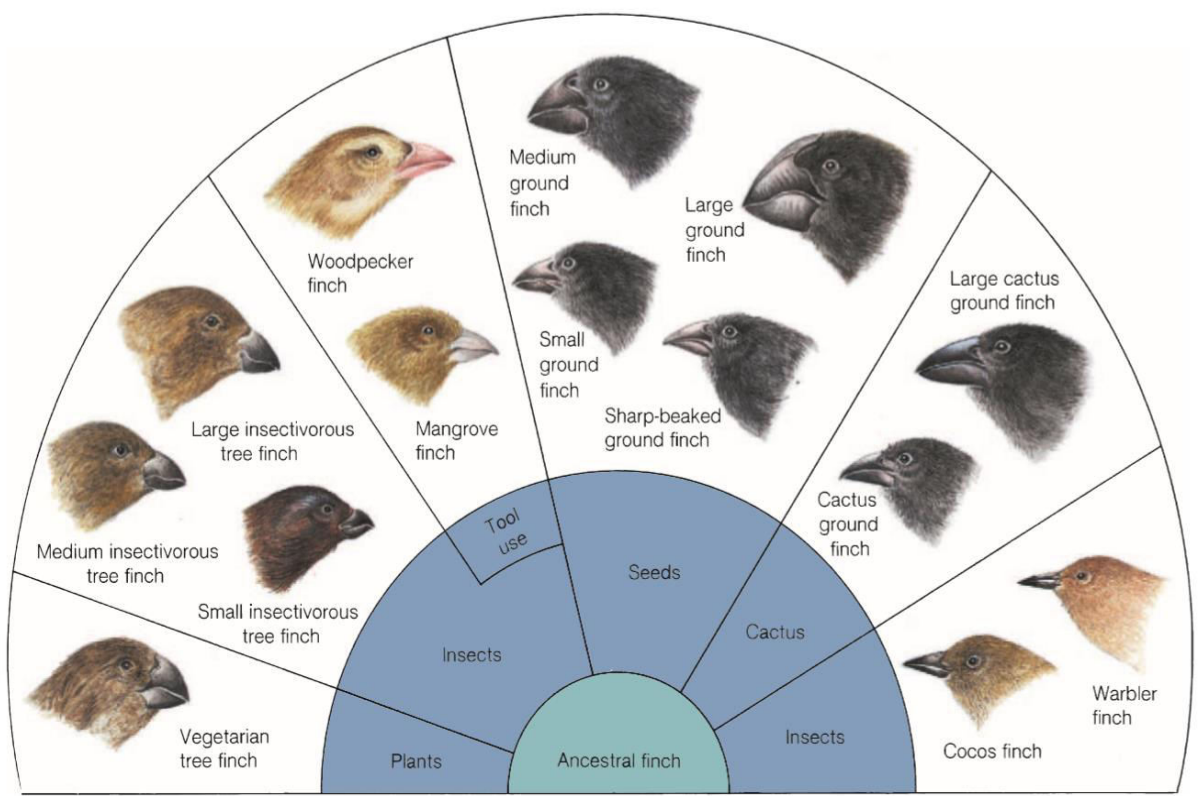 Medium
ground
finch
Large
ground
finch
Woodpecker
finch
Large cactus
ground finch
Small
ground
finch
Mangrove
finch
Sharp-beaked
ground finch
Large insectivorous
tree finch
Cactus
ground
finch
Medium insectivorous
tree finch
Small insectivorous
tree finch
Tool
use
Seeds
Cactus
Insects
Vegetarian
tree finch
Plants
Ancestral finch
Insects
Cocos finch
Warbler
finch